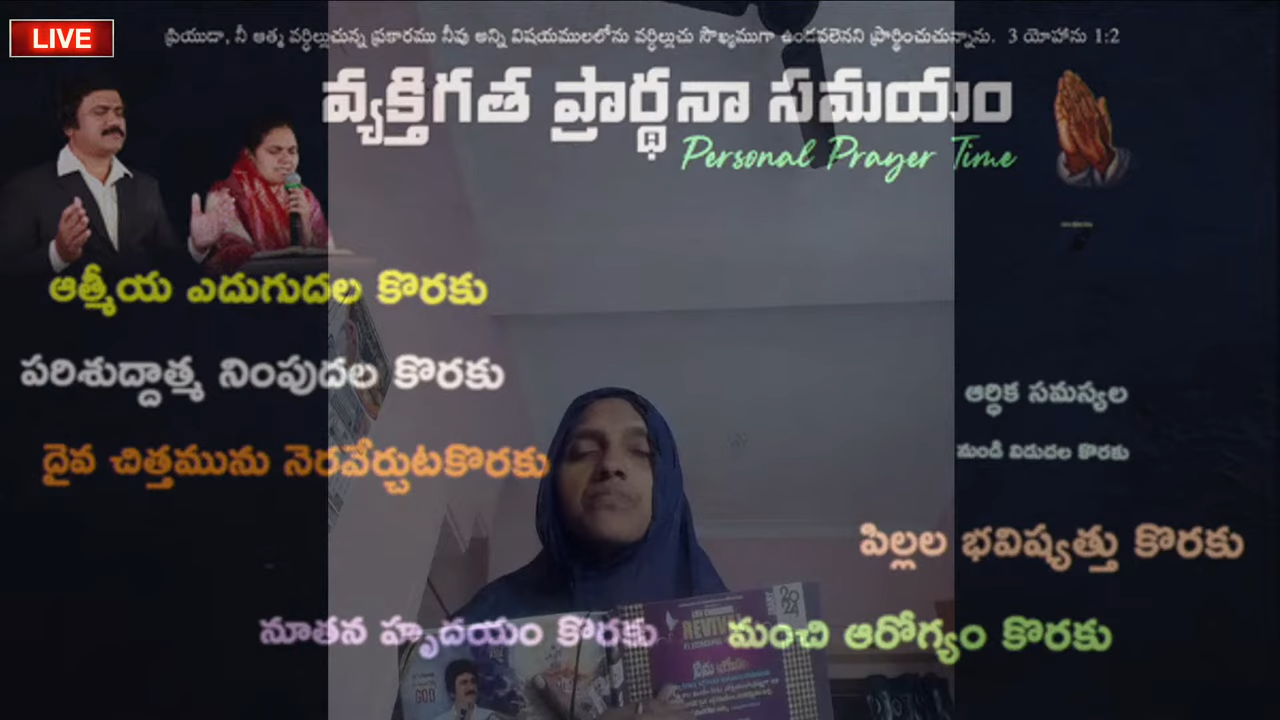 LIVE
ప్రియుడా, నీ ఆత్మ వర్ధిల్లుచున్న ప్రకారము నీవు అన్ని విషయములలోను వర్ధిల్లుచు సౌఖ్యముగా ఉండవలెనని ప్రార్థించుచున్నాను. 3 యోహాను 1:2
వ్యక్తిగత ప్రార్థనా సమయం
Personal Prayer Time
ఆత్మీయ ఎదుగుదల కొరకు
పరిశుద్దాత్మ నింపుదల కొరకు
ఆర్ధిక సమస్యల
నుండి విడుదల కొరకు
దైవ చిత్తమును నెరవేర్చుటకొరకు
పిల్లల భవిష్యత్తు కొరకు
నూతన హృదయం కొరకు
మంచి ఆరోగ్యం కొరకు
2024
REVIV
GOD